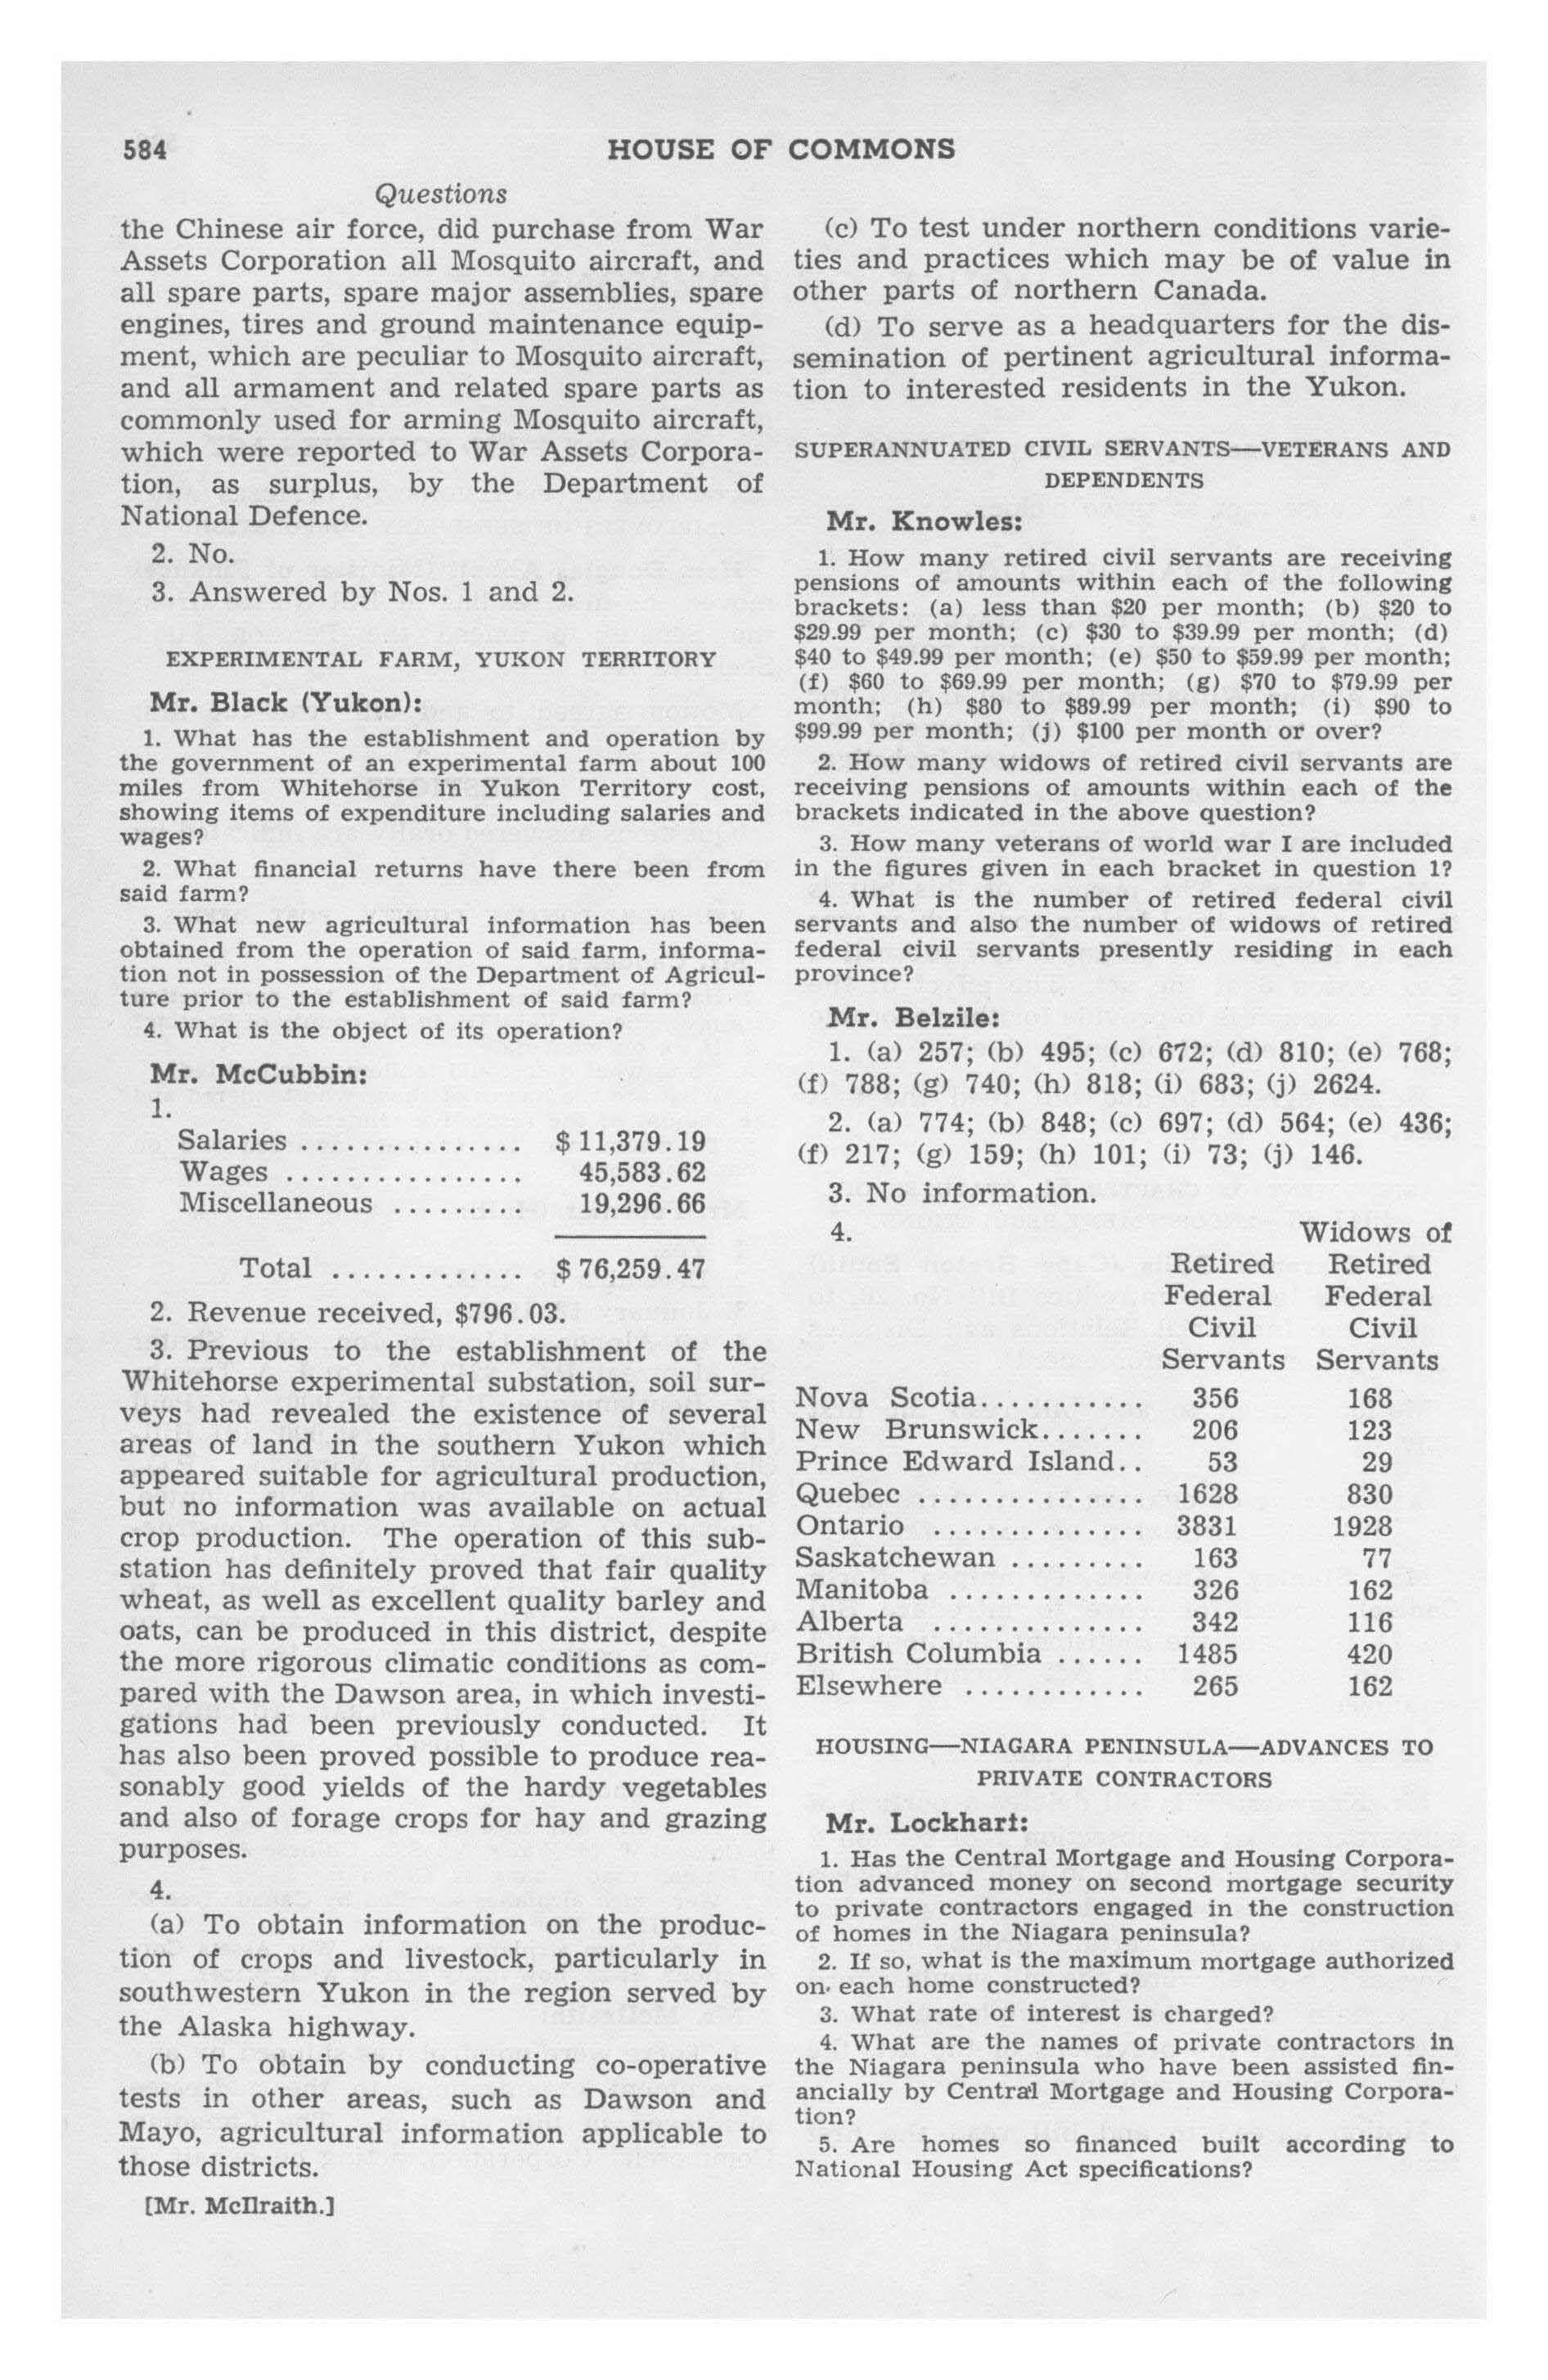 584
HOUSE OF COMMONS
Questions
the Chinese air force, did purchase from War
Assets Corporation all Mosquito aircraft, and
all spare parts, spare major assemblies, spare
engines, tires and ground maintenance equip-
ment, which are peculiar to Mosquito aircraft,
and all armament and related spare parts as
commonly used for arming Mosquito aircraft,
which were reported to War Assets Corpora-
tion, as surplus, by the Department of
National Defence.
2. No.
3. Answered by Nos. 1 and 2.
EXPERIMENTAL FARM, YUKON TERRITORY
Mr. Black (Yukon):
1. What has the establishment and operation by
the government of an experimental farm about 100
miles from Whitehorse in Yukon Territory cost,
showing items of expenditure including salaries and
wages?
2. What financial returns have there been from
said farm?
3. What new agricultural information has been
obtained from the operation of said farm, informa-
tion not in possession of the Department of Agricul-
ture prior to the establishment of said farm?
4. What is the object of its operation?
Mr. McCubbin:
1.
Salaries ............... $ 11,379.19
Wages ................ 45,583.62
Miscellaneous ......... 19,296.66
Total ............. $ 76,259.47
2. Revenue received, $796.03.
3. Previous to the establishment of the
Whitehorse experimental substation, soil sur-
veys had revealed the existence of several
areas of land in the southern Yukon which
appeared suitable for agricultural production,
but no information was available on actual
crop production. The operation of this sub-
station has definitely proved that fair quality
wheat, as well as excellent quality barley and
oats, can be produced in this district, despite
the more rigorous climatic conditions as com-
pared with the Dawson area, in which investi-
gations had been previously conducted. It
has also been proved possible to produce rea-
sonably good yields of the hardy vegetables
and also of forage crops for hay and grazing
purposes.
4.
(a) To obtain information on the produc-
tion of crops and livestock, particularly in
southwestern Yukon in the region served by
the Alaska highway.
(b) To obtain by conducting co-operative
tests in other areas, such as Dawson and
Mayo, agricultural information applicable to
those districts.
[Mr. McIlraith.]
(c) To test under northern conditions varie-
ties and practices which may be of value in
other parts of northern Canada.
(d) To serve as a headquarters for the dis-
semination of pertinent agricultural informa-
tion to interested residents in the Yukon.
SUPERANNUATED CIVIL SERVANTS—VETERANS AND
DEPENDENTS
Mr. Knowles:
1. How many retired civil servants are receiving
pensions of amounts within each of the following
brackets: (a) less than $20 per month; (b) $20 to
$29.99 per month; (c) $30 to $39.99 per month; (d)
$40 to $49.99 per month; (e) $50 to $59.99 per month;
(f) $60 to $69.99 per month; (g) $70 to $79.99 per
month; (h) $80 to $89.99 per month; (i) $90 to
$99.99 per month; (j) $100 per month or over?
2. How many widows of retired civil servants are
receiving pensions of amounts within each of the
brackets indicated in the above question?
3. How many veterans of world war I are included
in the figures given in each bracket in question 1?
4. What is the number of retired federal civil
servants and also the number of widows of retired
federal civil servants presently residing in each
province?
Mr. Belzile:
1. (a) 257; (b) 495; (c) 672; (d) 810; (e) 768;
(f) 788; (g) 740; (h) 818; (i) 683; (j) 2624.
2. (a) 774; (b) 848; (c) 697; (d) 564; (e) 436;
(f) 217; (g) 159; (h) 101; (i) 73; (j) 146.
3. No information.
4. Widows of
Retired Retired
Federal Federal
Civil Civil
Servants Servants
Nova Scotia........... 356 168
New Brunswick....... 206 123
Prince Edward Island.. 53 29
Quebec ............... 1628 830
Ontario .............. 3831 1928
Saskatchewan ......... 163 77
Manitoba ............. 326 162
Alberta .............. 342 116
British Columbia ...... 1485 420
Elsewhere ............ 265 162
HOUSING—NIAGARA PENINSULA—ADVANCES TO
PRIVATE CONTRACTORS
Mr. Lockhart:
1. Has the Central Mortgage and Housing Corpora-
tion advanced money on second mortgage security
to private contractors engaged in the construction
of homes in the Niagara peninsula?
2. If so, what is the maximum mortgage authorized
on each home constructed?
3. What rate of interest is charged?
4. What are the names of private contractors in
the Niagara peninsula who have been assisted fin-
ancially by Central Mortgage and Housing Corpora-
tion?
5. Are homes so financed built according to
National Housing Act specifications?